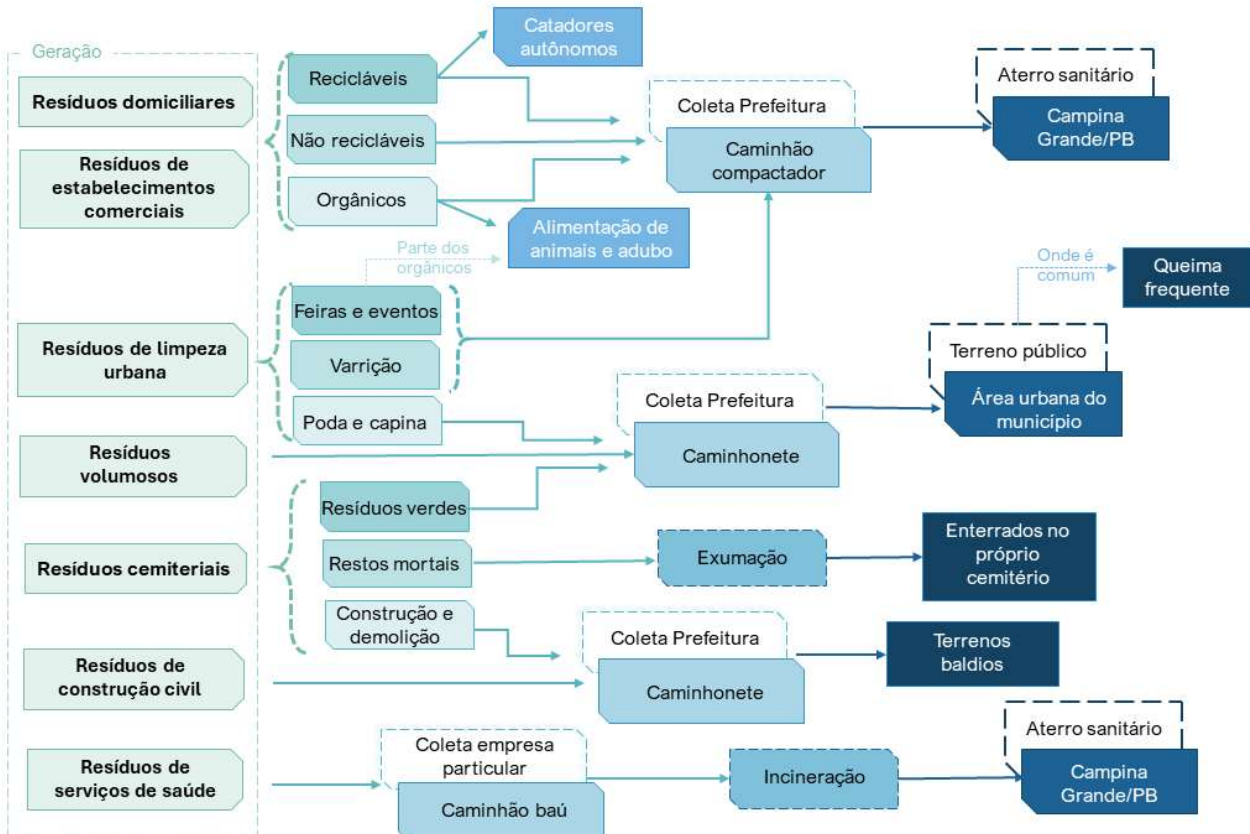 Geração
Resíduos domiciliares
Resíduos de
estabelecimentos
comerciais
Recicláveis
Não recicláveis
Orgânicos
Catadores
autônomos
Coleta Prefeitura
Caminhão
compactador
Aterro sanitário
Campina
Grande/PB
Alimentação de
animais e adubo
Parte dos
orgânicos
Resíduos de limpeza
urbana
Feiras e eventos
Varrição
Poda e capina
Coleta Prefeitura
Caminhonete
Terreno público
Área urbana do
município
Onde é
comum
Queima
frequente
Resíduos
volumosos
Resíduos cemiteriais
Resíduos verdes
Restos mortais
Construção e
demolição
Exumação
Enterrados no
próprio
cemitério
Resíduos de
construção civil
Coleta Prefeitura
Caminhonete
Terrenos
baldios
Resíduos de
serviços de saúde
Coleta empresa
particular
Caminhão baú
Incineração
Aterro sanitário
Campina
Grande/PB